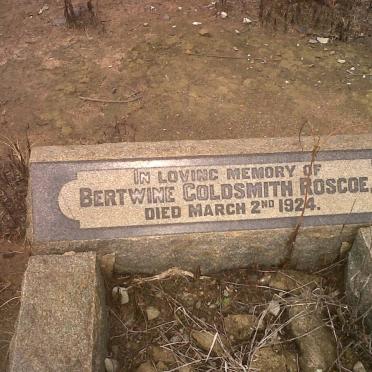 IN LOVING MEMORY OF
BERTWINE GOLDSMITH ROSCOE.
DIED MARCH 2ND 1924.